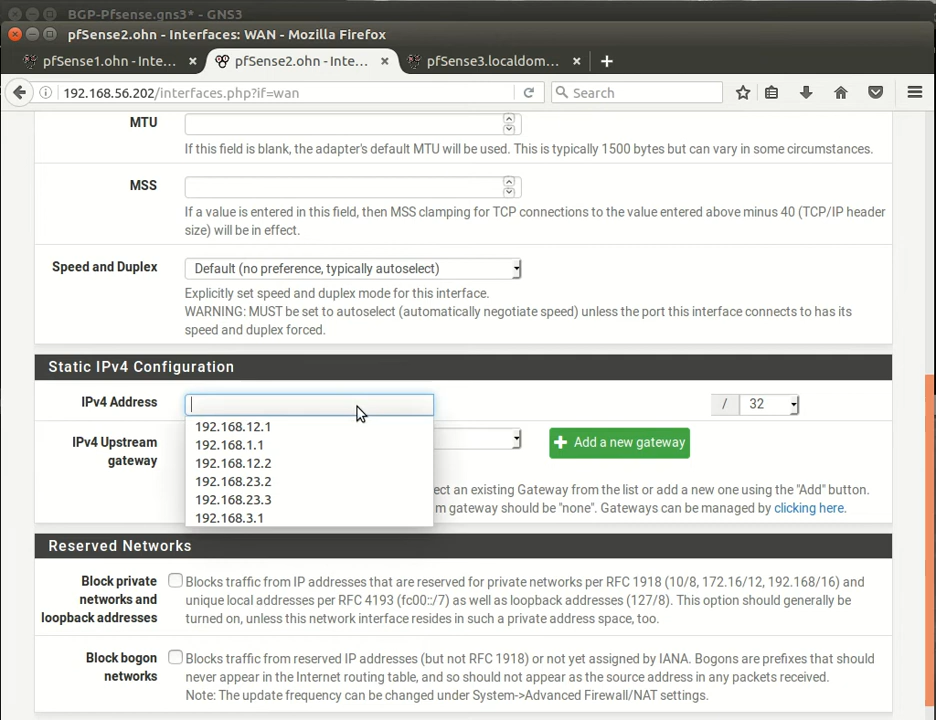 BGP-Pfsense.gns3* - GNS3
pfSense2.ohn - Interfaces: WAN - Mozilla Firefox
pfSense1.ohn - Inte... ×
pfSense2.ohn - Inte... ×
pfSense3.localdom... ×
192.168.56.202/interfaces.php?if=wan
Search
MTU
If this field is blank, the adapter's default MTU will be used. This is typically 1500 bytes but can vary in some circumstances.
MSS
If a value is entered in this field, then MSS clamping for TCP connections to the value entered above minus 40 (TCP/IP header
size) will be in effect.
Speed and Duplex
Default (no preference, typically autoselect)
Explicitly set speed and duplex mode for this interface.
WARNING: MUST be set to autoselect (automatically negotiate speed) unless the port this interface connects to has its
speed and duplex forced.
Static IPv4 Configuration
IPv4 Address
/ 32
192.168.12.1
192.168.1.1
192.168.12.2
192.168.23.2
192.168.23.3
192.168.3.1
IPv4 Upstream
gateway
Add a new gateway
ect an existing Gateway from the list or add a new one using the "Add" button.
m gateway should be "none". Gateways can be managed by clicking here.
Reserved Networks
Block private
networks and
loopback addresses
Blocks traffic from IP addresses that are reserved for private networks per RFC 1918 (10/8, 172.16/12, 192.168/16) and
unique local addresses per RFC 4193 (fc00::/7) as well as loopback addresses (127/8). This option should generally be
turned on, unless this network interface resides in such a private address space, too.
Block bogon
networks
Blocks traffic from reserved IP addresses (but not RFC 1918) or not yet assigned by IANA. Bogons are prefixes that should
never appear in the Internet routing table, and so should not appear as the source address in any packets received.
Note: The update frequency can be changed under System->Advanced Firewall/NAT settings.